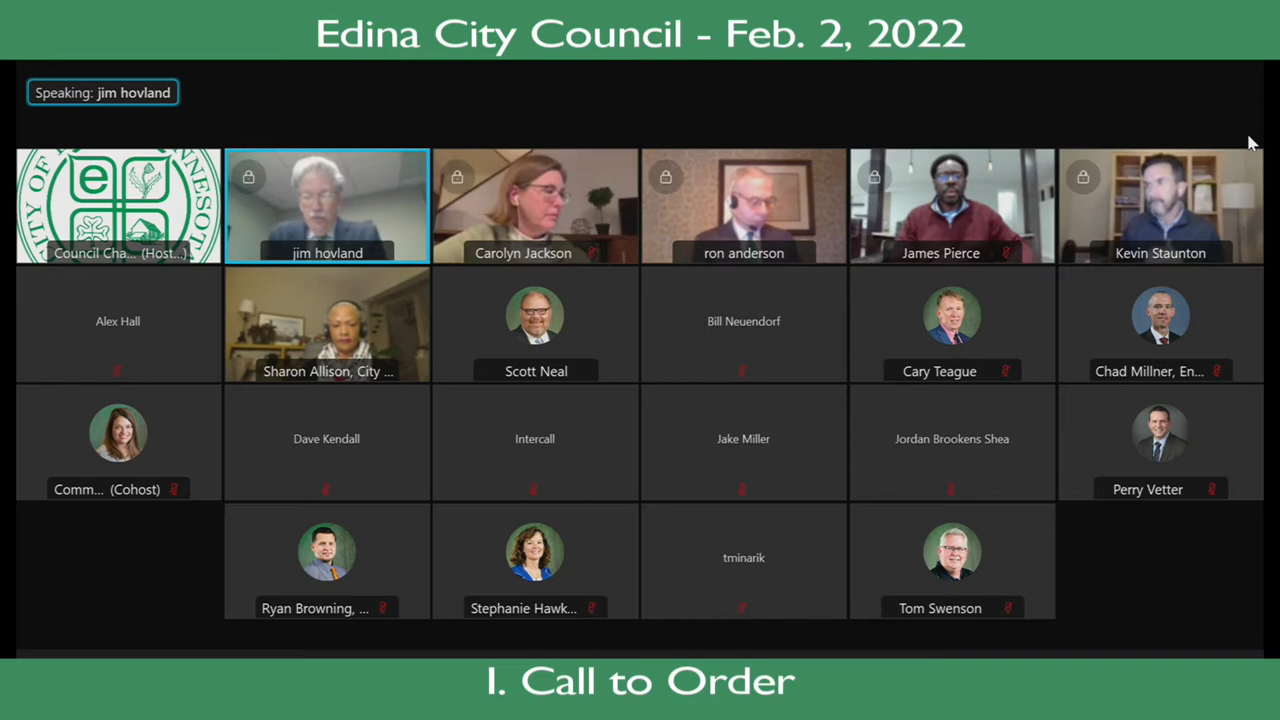 Edina City Council - Feb. 2, 2022
Speaking: jim hovland
e
Council Cha... (Host...)
jim hovland
Carolyn Jackson
ron anderson
James Pierce
Kevin Staunton
Alex Hall
Sharon Allison, City ...
Scott Neal
Bill Neuendorf
Cary Teague
Chad Millner, En...
Comm... (Cohost)
Dave Kendall
Intercall
Jake Miller
Jordan Brookens Shea
Perry Vetter
Ryan Browning, ...
Stephanie Hawk...
tminarik
Tom Swenson
I. Call to Order